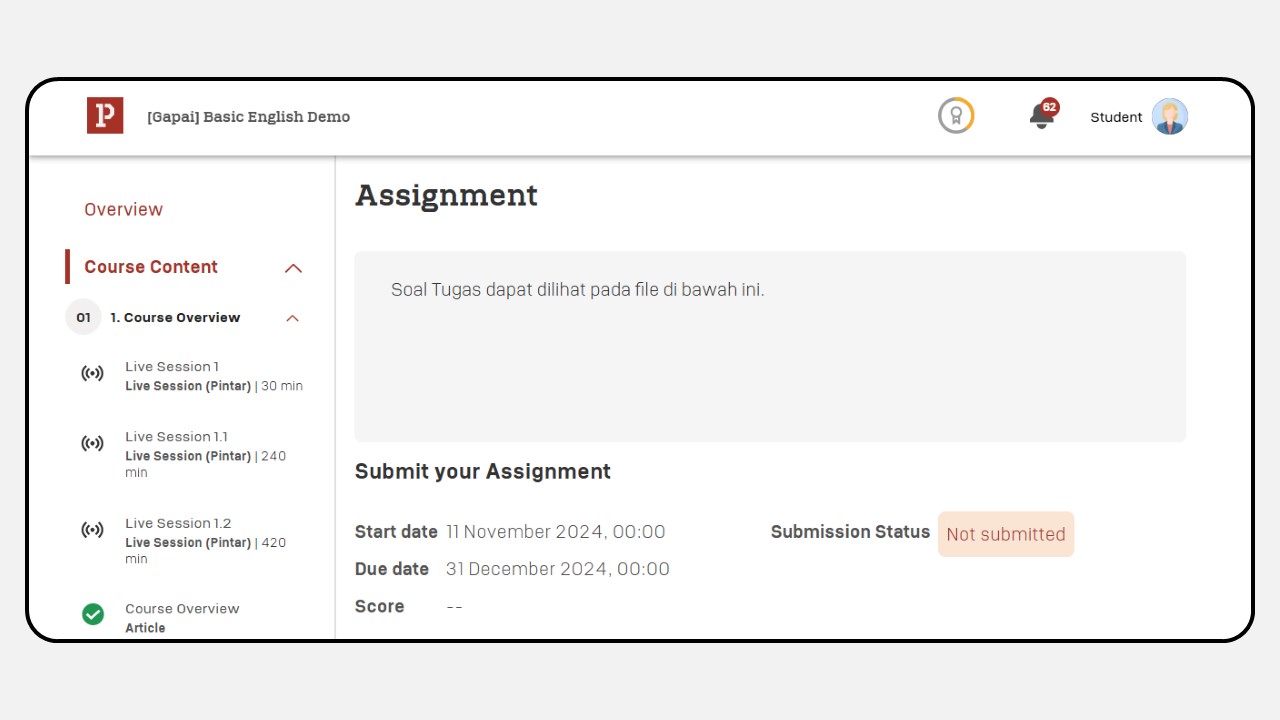 P
[Gapai] Basic English Demo
62
Student
Overview
Course Content
01 1. Course Overview
Live Session 1
Live Session (Pintar) | 30 min
Live Session 1.1
Live Session (Pintar) | 240
min
Live Session 1.2
Live Session (Pintar) | 420
min
Course Overview
Article
Assignment
Soal Tugas dapat dilihat pada file di bawah ini.
Submit your Assignment
Start date 11 November 2024, 00:00
Submission Status Not submitted
Due date 31 December 2024, 00:00
Score --